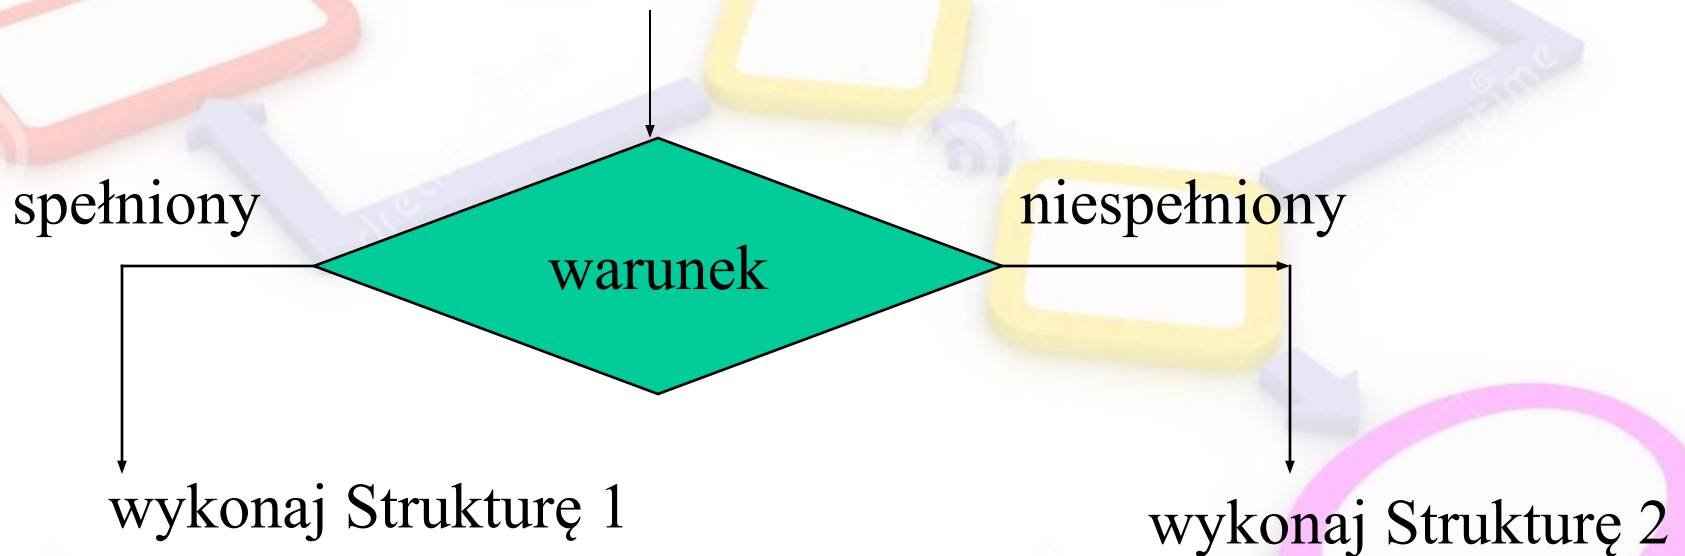 spełniony
niespełniony
warunek
wykonaj Strukturę 1
wykonaj Strukturę 2